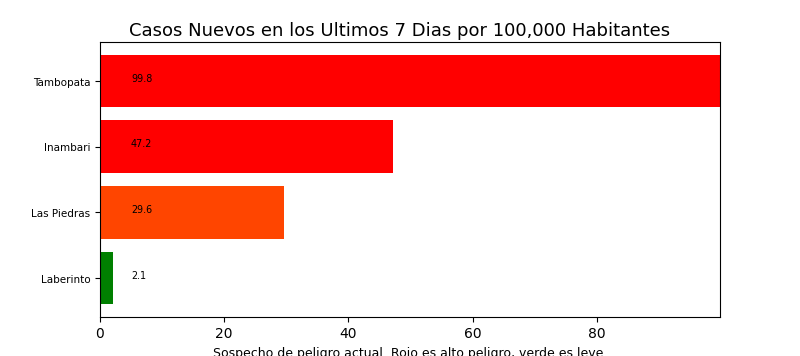 Casos Nuevos en los Ultimos 7 Dias por 100,000 Habitantes
Tambopata 99.8
Inambari 47.2
Las Piedras 29.6
Laberinto 2.1
0 20 40 60 80
Sospecho de peligro actual. Rojo es alto peligro, verde es leve